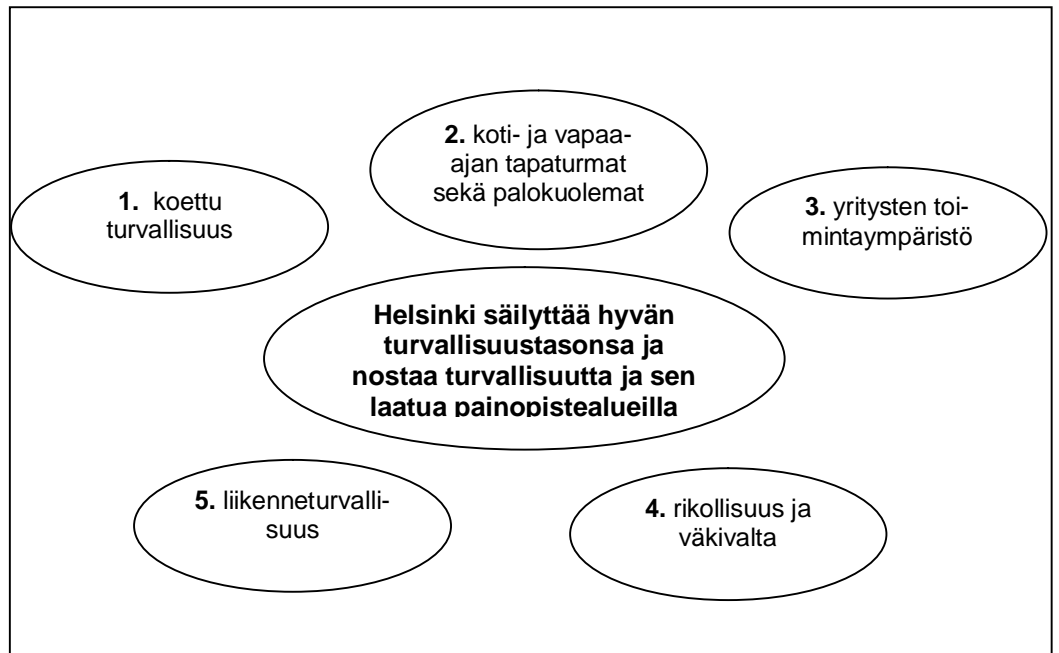 1. koettu
turvallisuus
2. koti- ja vapaa-
ajan tapaturmat
sekä palokuolemat
3. yritysten toi-
mintaympäristö
Helsinki säilyttää hyvän
turvallisuustasonsa ja
nostaa turvallisuutta ja sen
laatua painopistealueilla
5. liikenneturvalli-
suus
4. rikollisuus ja
väkivalta